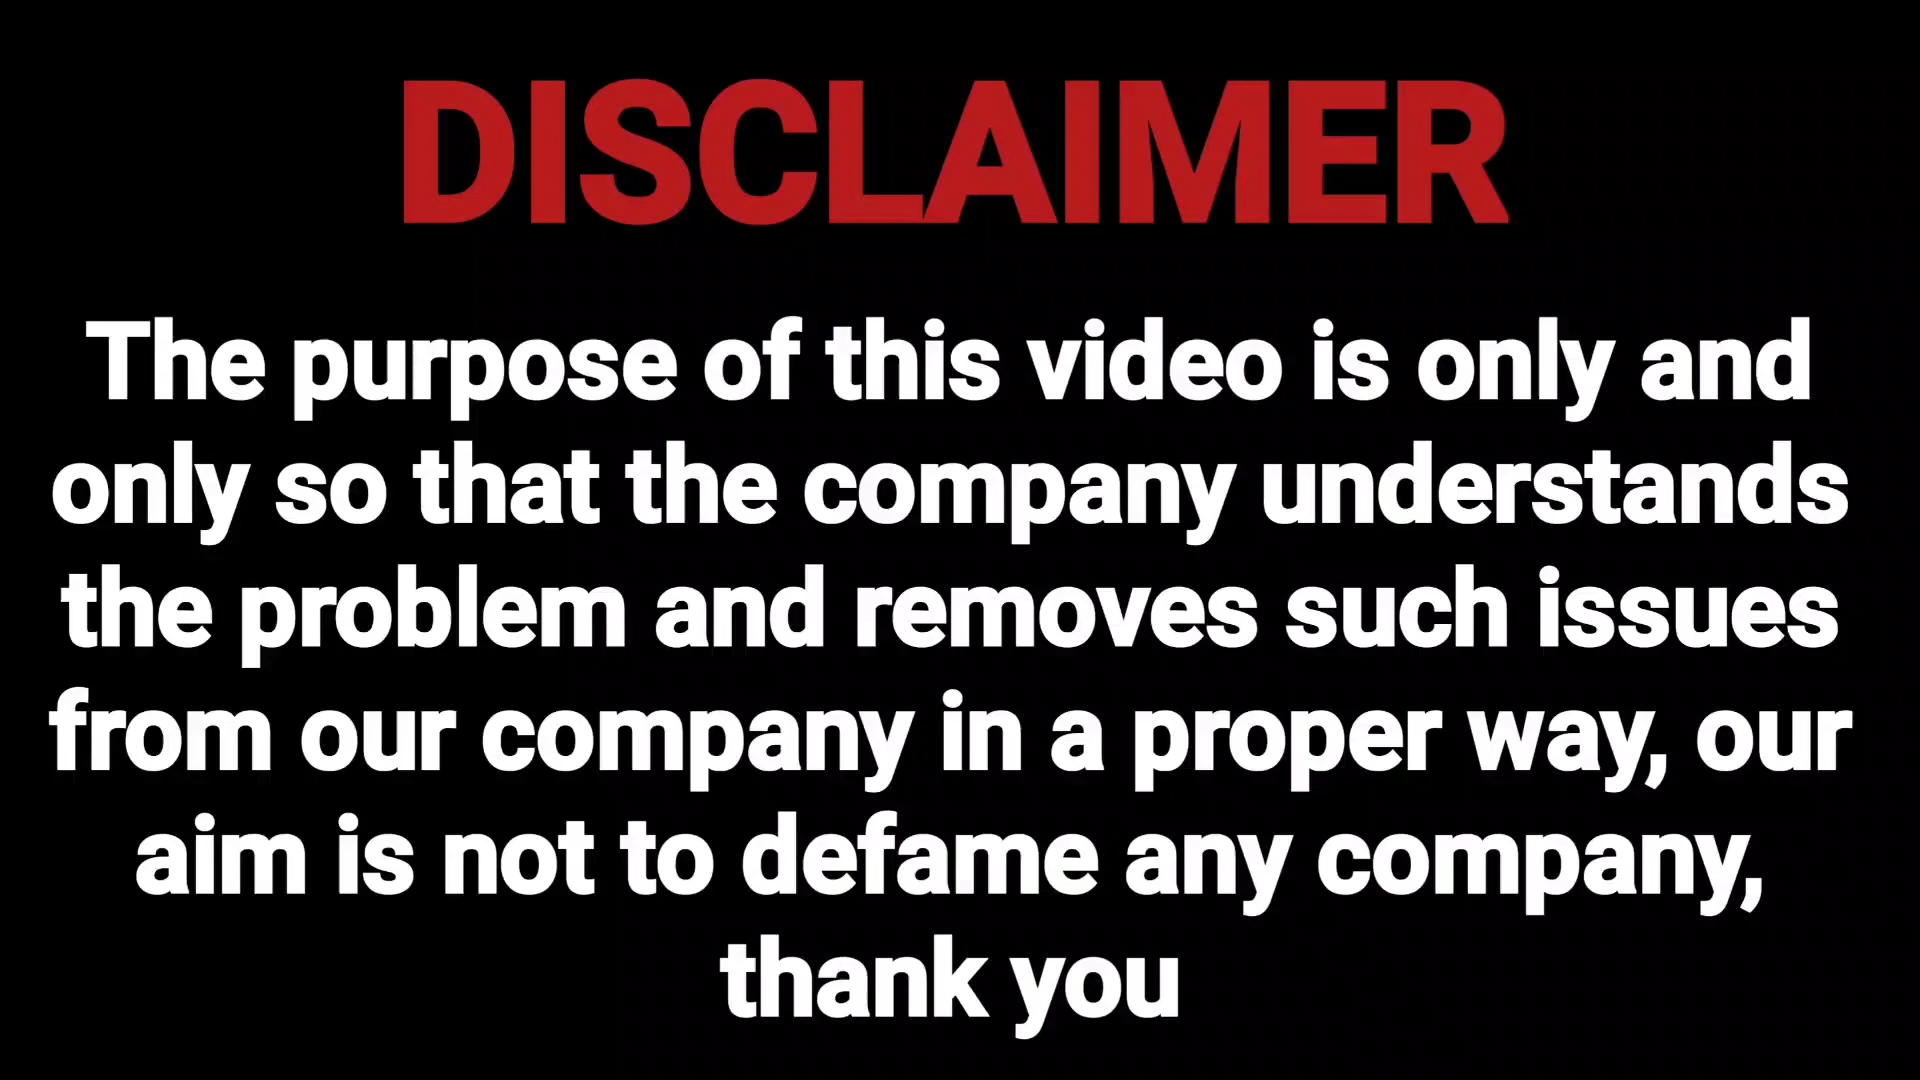 DISCLAIMER
The purpose of this video is only and
only so that the company understands
the problem and removes such issues
from our company in a proper way, our
aim is not to defame any company,
thank you